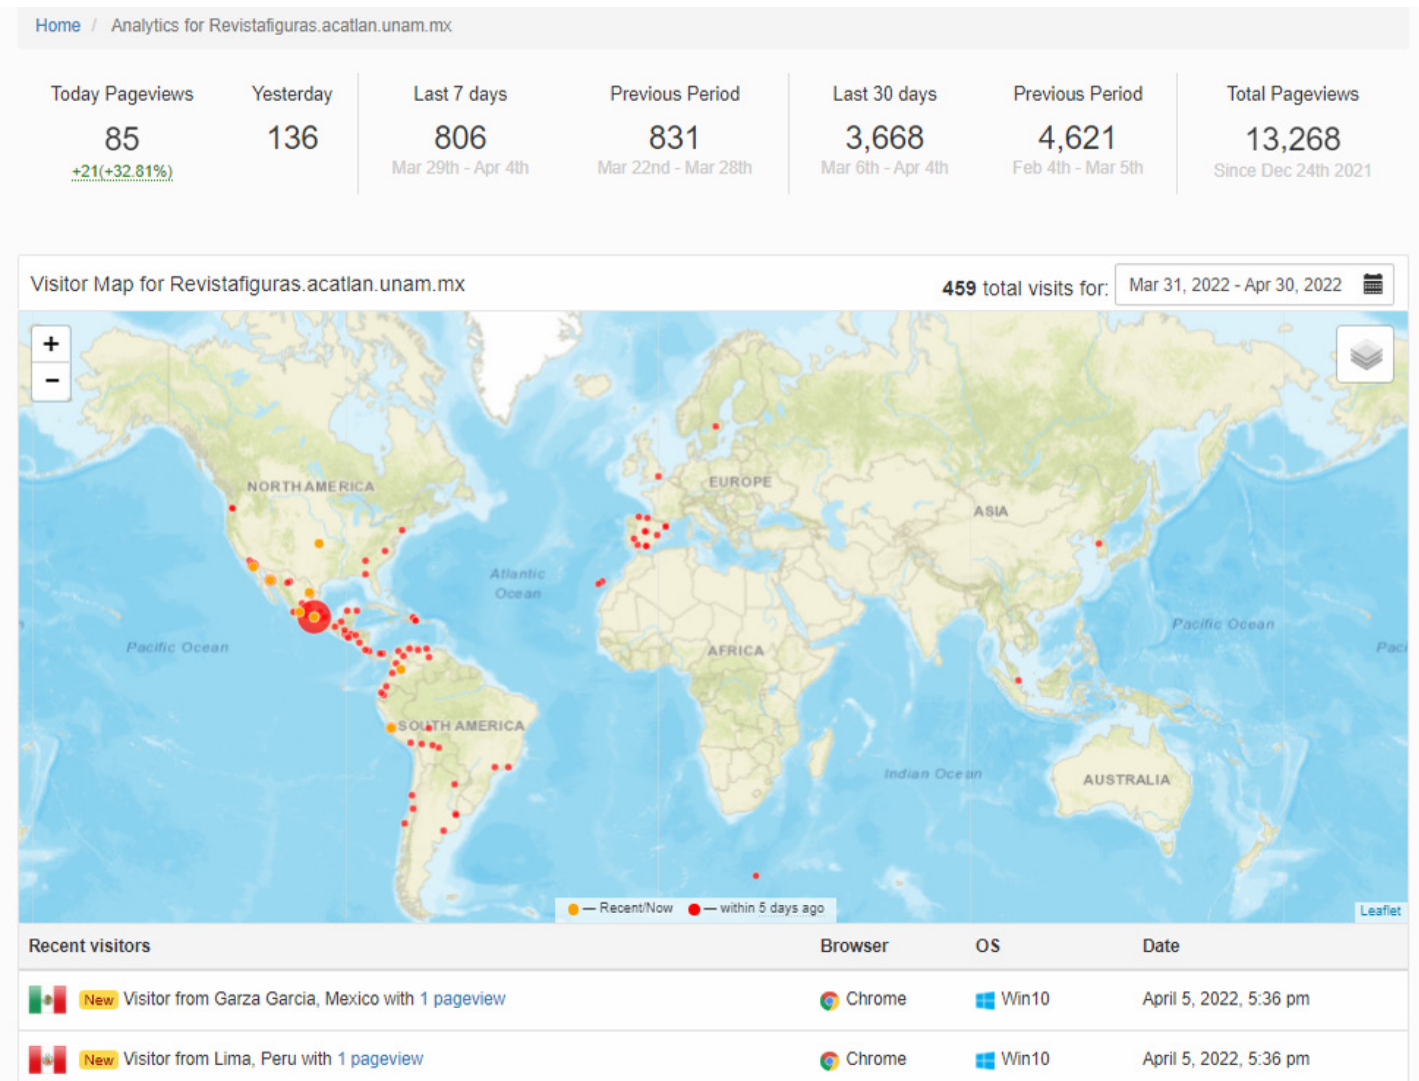 Home / Analytics for Revistafiguras.acatlan.unam.mx
Today Pageviews Yesterday Last 7 days Previous Period Last 30 days Previous Period Total Pageviews
85 136 806 831 3,668 4,621 13,268
+21(+32.81%) Mar 29th - Apr 4th Mar 22nd - Mar 28th Mar 6th - Apr 4th Feb 4th - Mar 5th Since Dec 24th 2021
Visitor Map for Revistafiguras.acatlan.unam.mx 459 total visits for: Mar 31, 2022 - Apr 30, 2022
+
−
NORTH AMERICA
EUROPE
ASIA
Atlantic
Ocean
Pacific Ocean
Pacific Ocean
Paci
AFRICA
SOUTH AMERICA
Indian Ocean
AUSTRALIA
— Recent/Now — within 5 days ago
Leaflet
Recent visitors Browser OS Date
New Visitor from Garza Garcia, Mexico with 1 pageview Chrome Win10 April 5, 2022, 5:36 pm
New Visitor from Lima, Peru with 1 pageview Chrome Win10 April 5, 2022, 5:36 pm